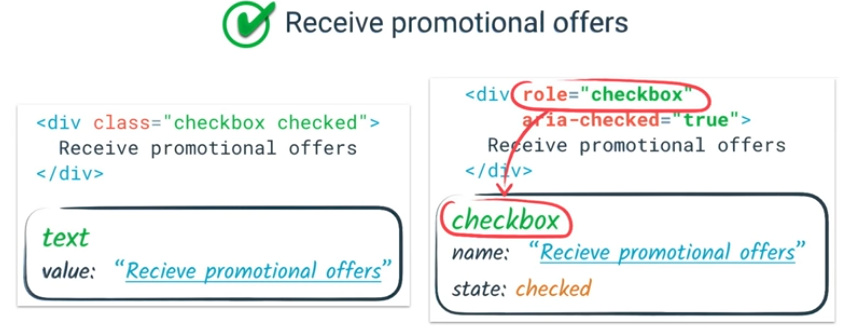 Receive promotional offers
<div class="checkbox checked">
Receive promotional offers
</div>
text
value: “Recieve promotional offers”
<div role="checkbox"
aria-checked="true">
Receive promotional offers
</div>
checkbox
name: “Recieve promotional offers”
state: checked